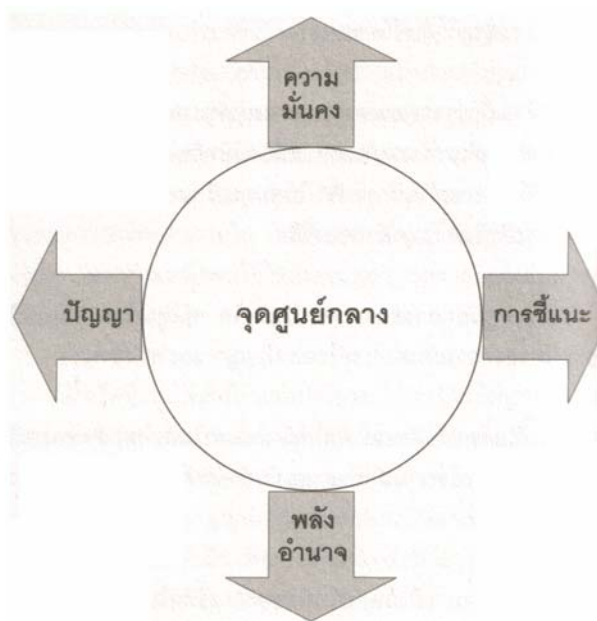 ความ
มั่นคง
ปัญญา
จุดศูนย์กลาง
การชี้แนะ
พลัง
อำนาจ